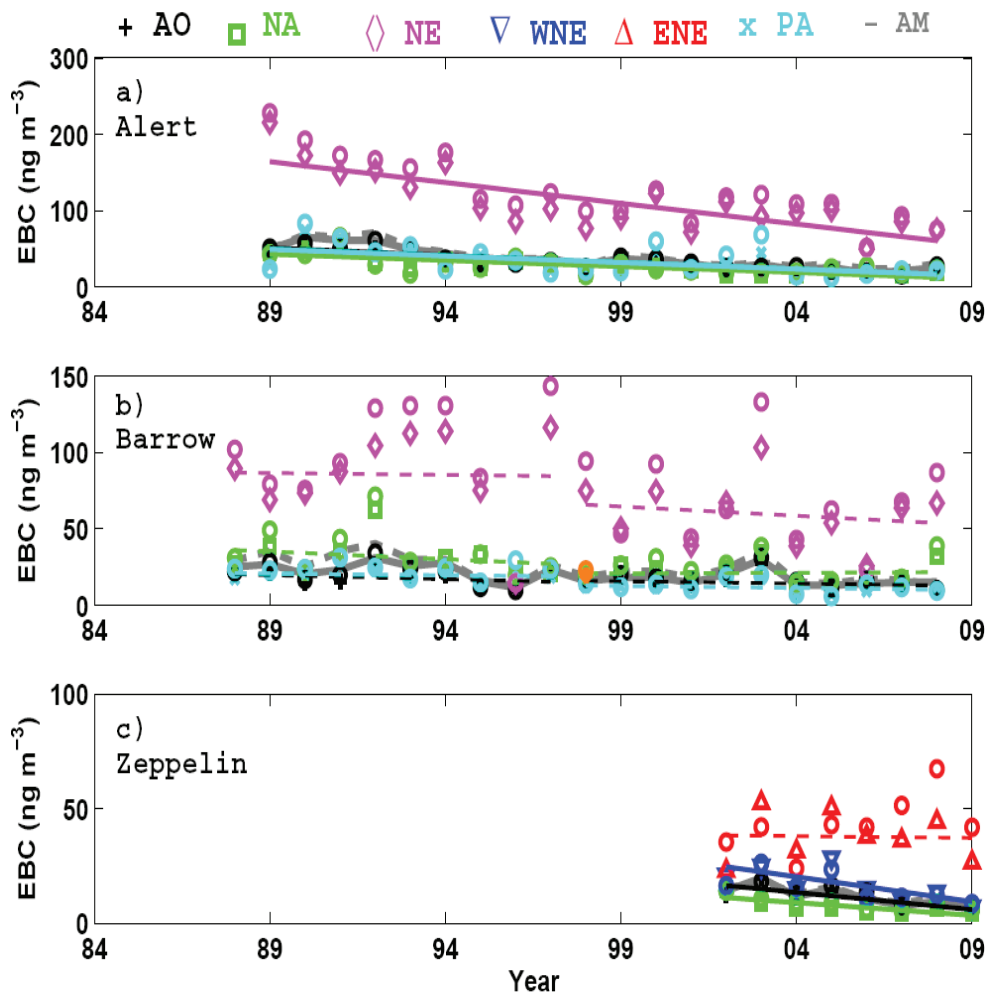 + AO NA NE WNE ENE x PA - AM
300
200
100
0
EBC (ng m⁻³)
a)
Alert
84 89 94 99 04 09
150
100
50
0
EBC (ng m⁻³)
b)
Barrow
84 89 94 99 04 09
100
50
0
EBC (ng m⁻³)
c)
Zeppelin
84 89 94 99 04 09
Year